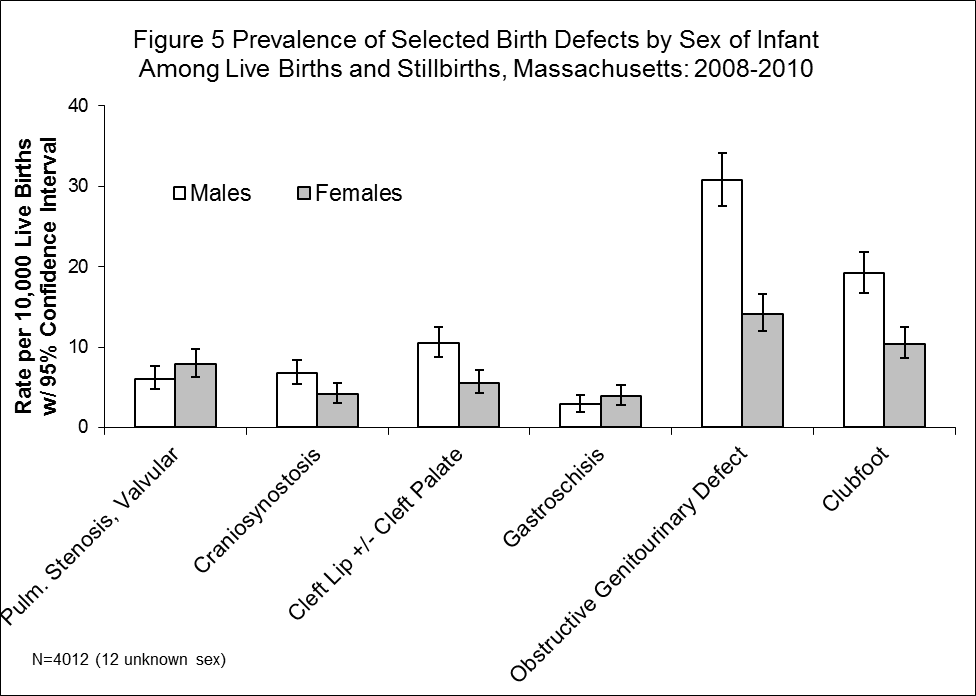 Figure 5 Prevalence of Selected Birth Defects by Sex of Infant
Among Live Births and Stillbirths, Massachusetts: 2008-2010
Rate per 10,000 Live Births
w/ 95% Confidence Interval
40
30
20
10
0
Males
Females
Pulm. Stenosis, Valvular
Craniosynostosis
Cleft Lip +/- Cleft Palate
Gastroschisis
Obstructive Genitourinary Defect
Clubfoot
N=4012 (12 unknown sex)